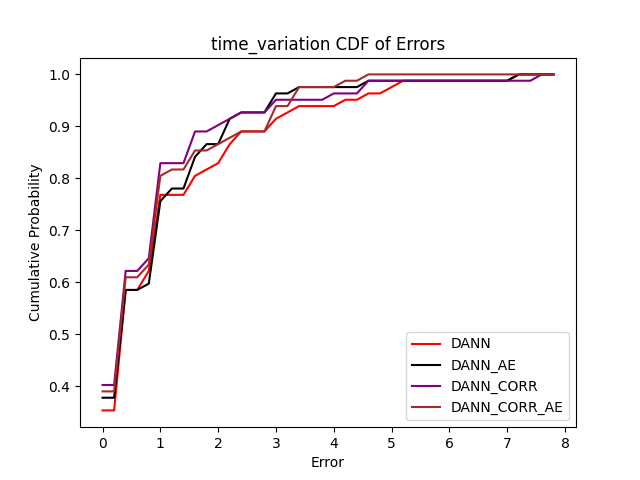 time_variation CDF of Errors
Cumulative Probability
1.0
0.9
0.8
0.7
0.6
0.5
0.4
DANN
DANN_AE
DANN_CORR
DANN_CORR_AE
0 1 2 3 4 5 6 7 8
Error